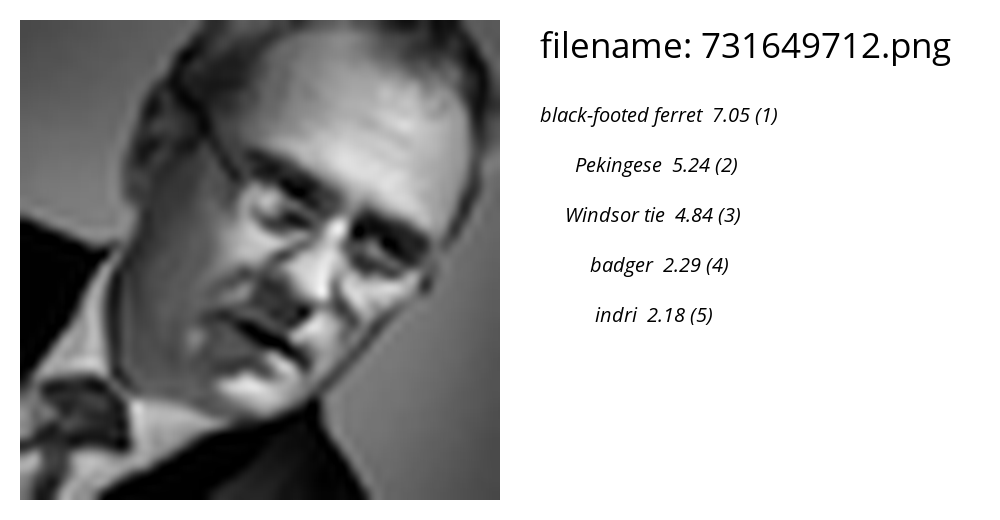 filename: 731649712.png
black-footed ferret 7.05 (1)
Pekingese 5.24 (2)
Windsor tie 4.84 (3)
badger 2.29 (4)
indri 2.18 (5)